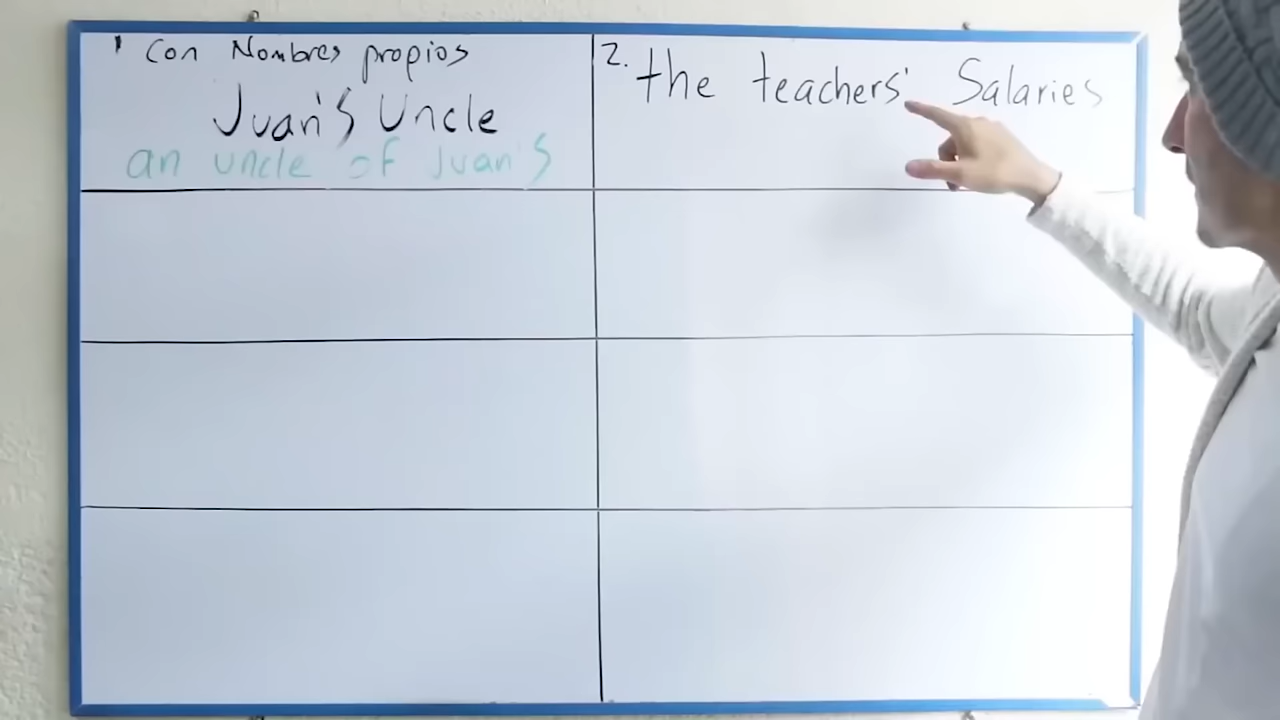 1 Con Nombres propios
Juan's Uncle
an uncle of Juan's
2. the teachers' Salaries